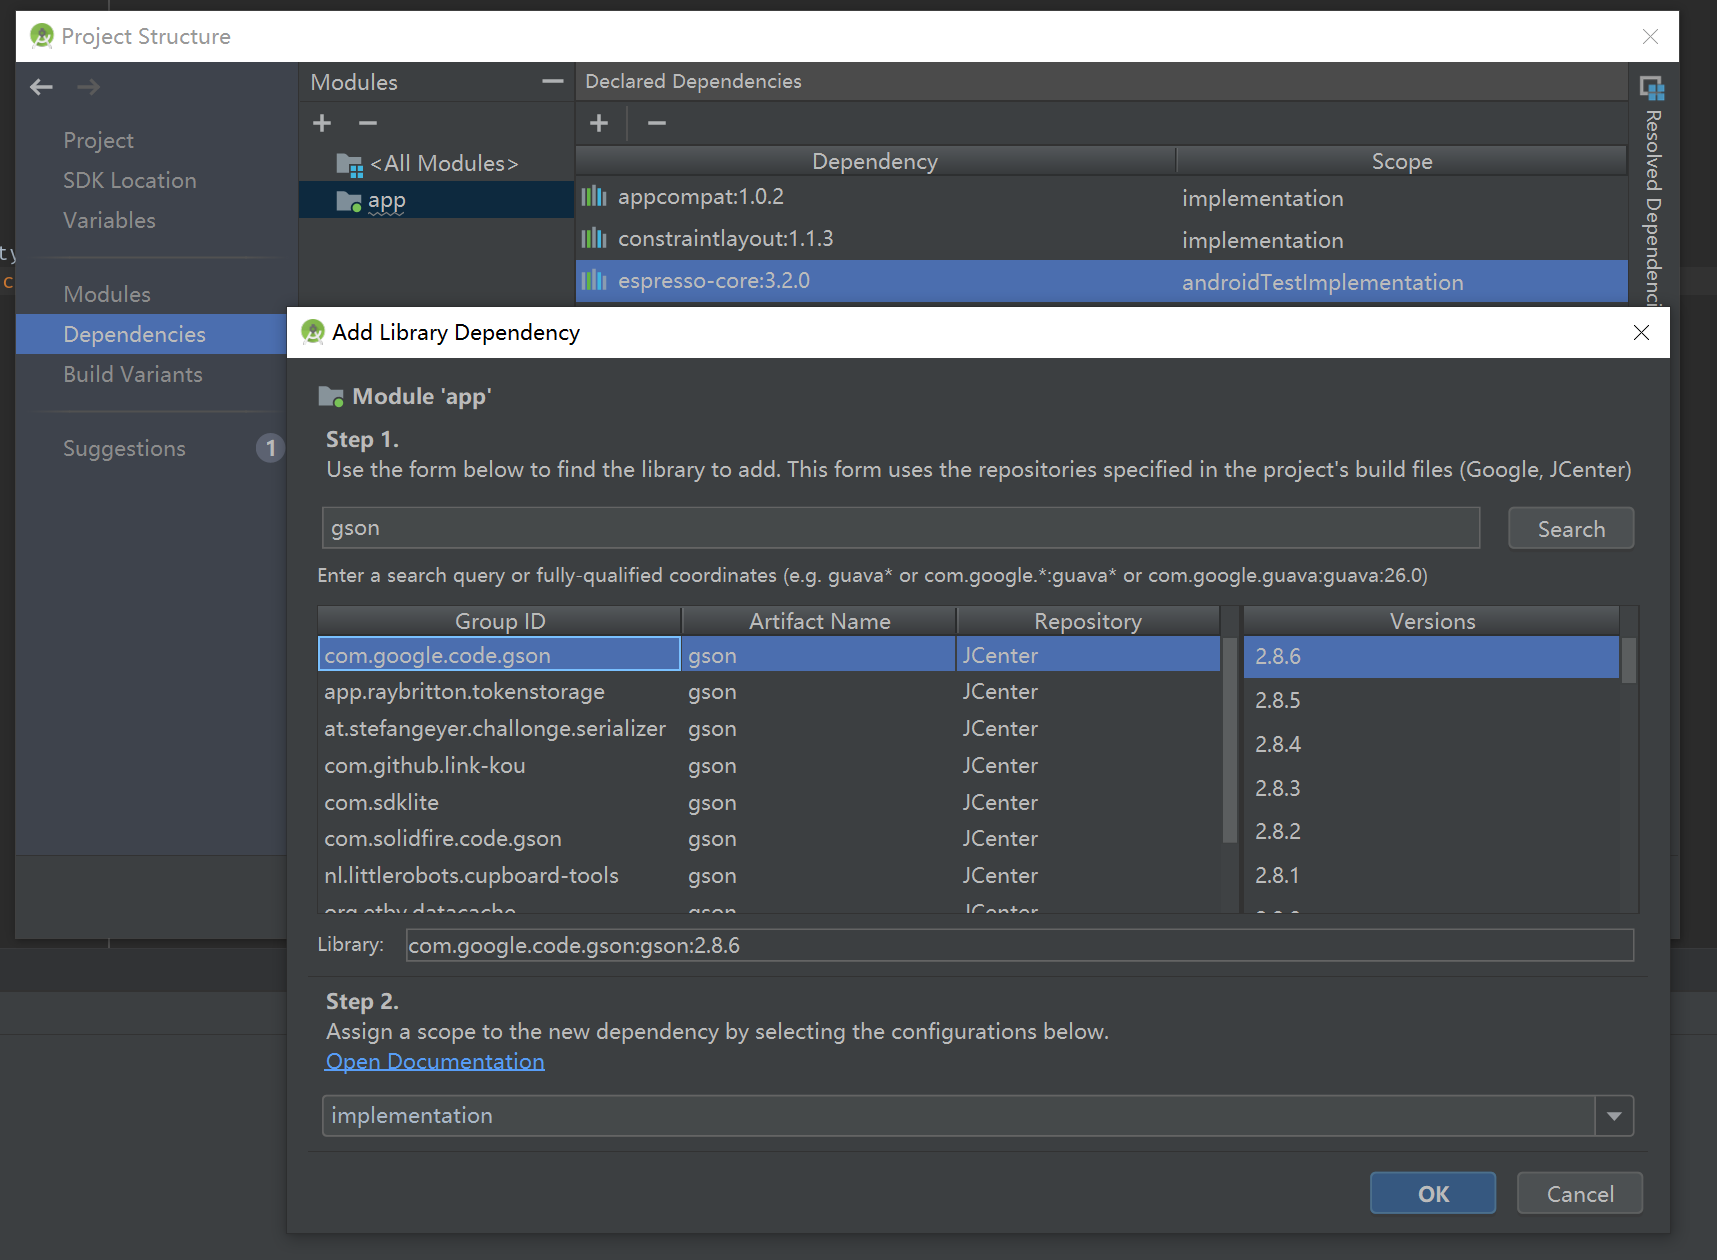 Project Structure
Modules
Declared Dependencies
Resolved Dependenci
Project
SDK Location
Variables
Modules
Dependencies
Build Variants
Suggestions 1
<All Modules>
app
Dependency Scope
appcompat:1.0.2 implementation
constraintlayout:1.1.3 implementation
espresso-core:3.2.0 androidTestImplementation
Add Library Dependency
Module 'app'
Step 1.
Use the form below to find the library to add. This form uses the repositories specified in the project's build files (Google, JCenter)
gson Search
Enter a search query or fully-qualified coordinates (e.g. guava* or com.google.*:guava* or com.google.guava:guava:26.0)
Group ID Artifact Name Repository Versions
com.google.code.gson gson JCenter 2.8.6
app.raybritton.tokenstorage gson JCenter 2.8.5
at.stefangeyer.challonge.serializer gson JCenter 2.8.4
com.github.link-kou gson JCenter 2.8.3
com.sdklite gson JCenter 2.8.2
com.solidfire.code.gson gson JCenter 2.8.1
nl.littlerobots.cupboard-tools gson JCenter
gson JCenter
Library: com.google.code.gson:gson:2.8.6
Step 2.
Assign a scope to the new dependency by selecting the configurations below.
Open Documentation
implementation
OK Cancel